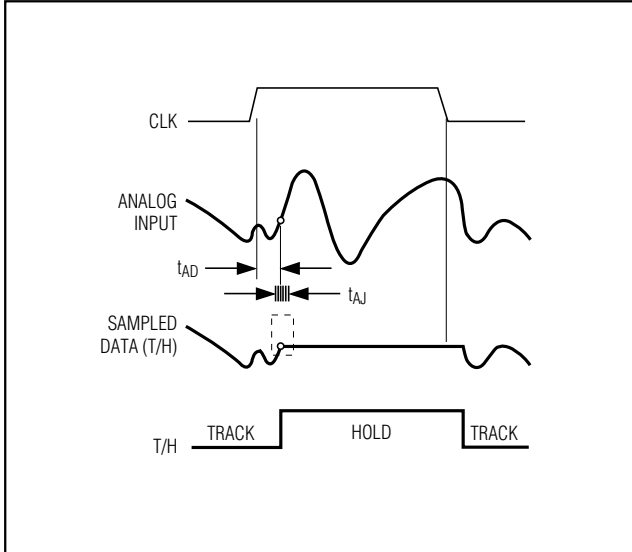 CLK
ANALOG
INPUT
tAD
tAJ
SAMPLED
DATA (T/H)
TRACK HOLD TRACK
T/H